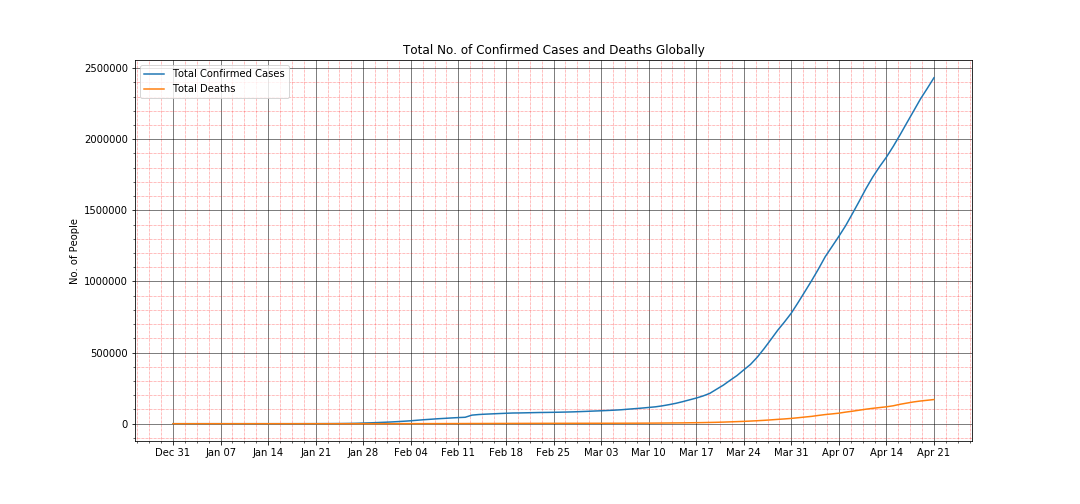 Total No. of Confirmed Cases and Deaths Globally
Total Confirmed Cases
Total Deaths
2500000
2000000
1500000
1000000
500000
0
No. of People
Dec 31 Jan 07 Jan 14 Jan 21 Jan 28 Feb 04 Feb 11 Feb 18 Feb 25 Mar 03 Mar 10 Mar 17 Mar 24 Mar 31 Apr 07 Apr 14 Apr 21